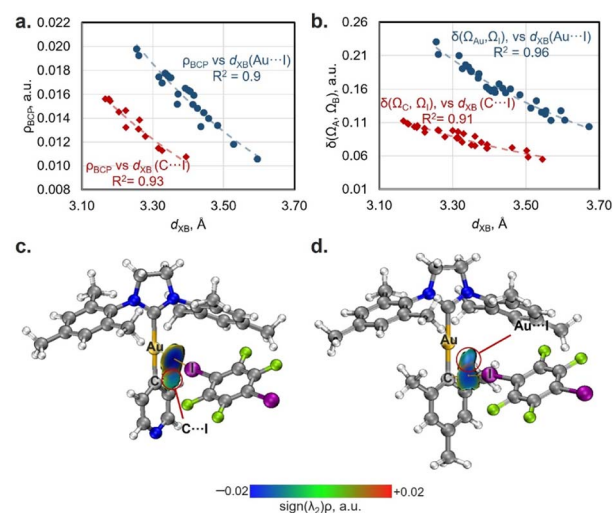 a.
0.022
0.020
0.018
0.016
0.014
0.012
0.010
0.008
ρBCP, a.u.
ρBCP vs dXB(Au···I)
R² = 0.9
ρBCP vs dXB (C···I)
R²= 0.93
3.10 3.30 3.50 3.70
dXB, Å
b.
0.26
0.21
0.16
0.11
0.06
0.01
δ(ΩA, ΩB), a.u.
δ(ΩAu,ΩI), vs dXB(Au···I)
R² = 0.96
δ(ΩC, ΩI), vs dXB (C···I)
R²= 0.91
3.10 3.30 3.50 3.70
dXB, Å
c.
Au
C
I
C···I
d.
Au
C
I
Au···I
−0.02 +0.02
sign(λ₂)ρ, a.u.